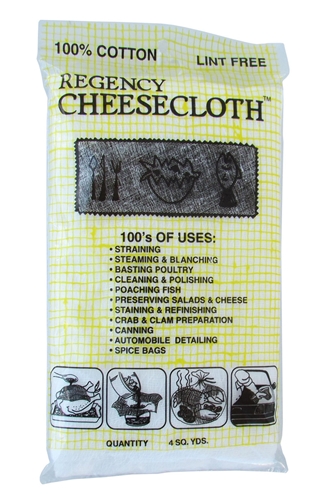 100% COTTON LINT FREE
REGENCY
CHEESECLOTH™
100's OF USES:
• STRAINING
• STEAMING & BLANCHING
• BASTING POULTRY
• CLEANING & POLISHING
• POACHING FISH
• PRESERVING SALADS & CHEESE
• STAINING & REFINISHING
• CRAB & CLAM PREPARATION
• CANNING
• AUTOMOBILE DETAILING
• SPICE BAGS
QUANTITY 4 SQ. YDS.